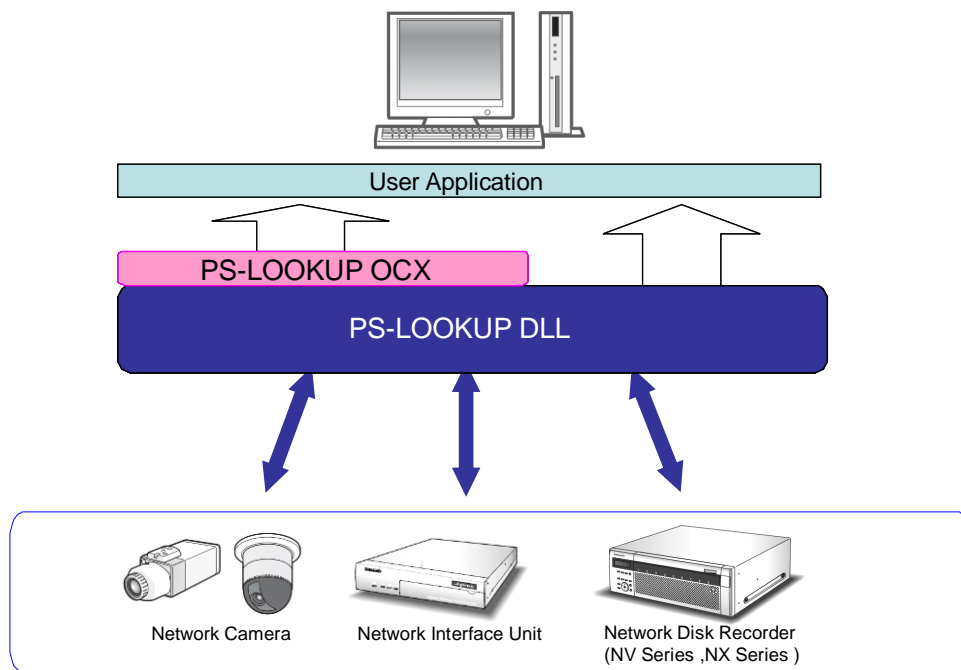 User Application
PS-LOOKUP OCX
PS-LOOKUP DLL
Network Camera
Network Interface Unit
Network Disk Recorder
(NV Series ,NX Series )